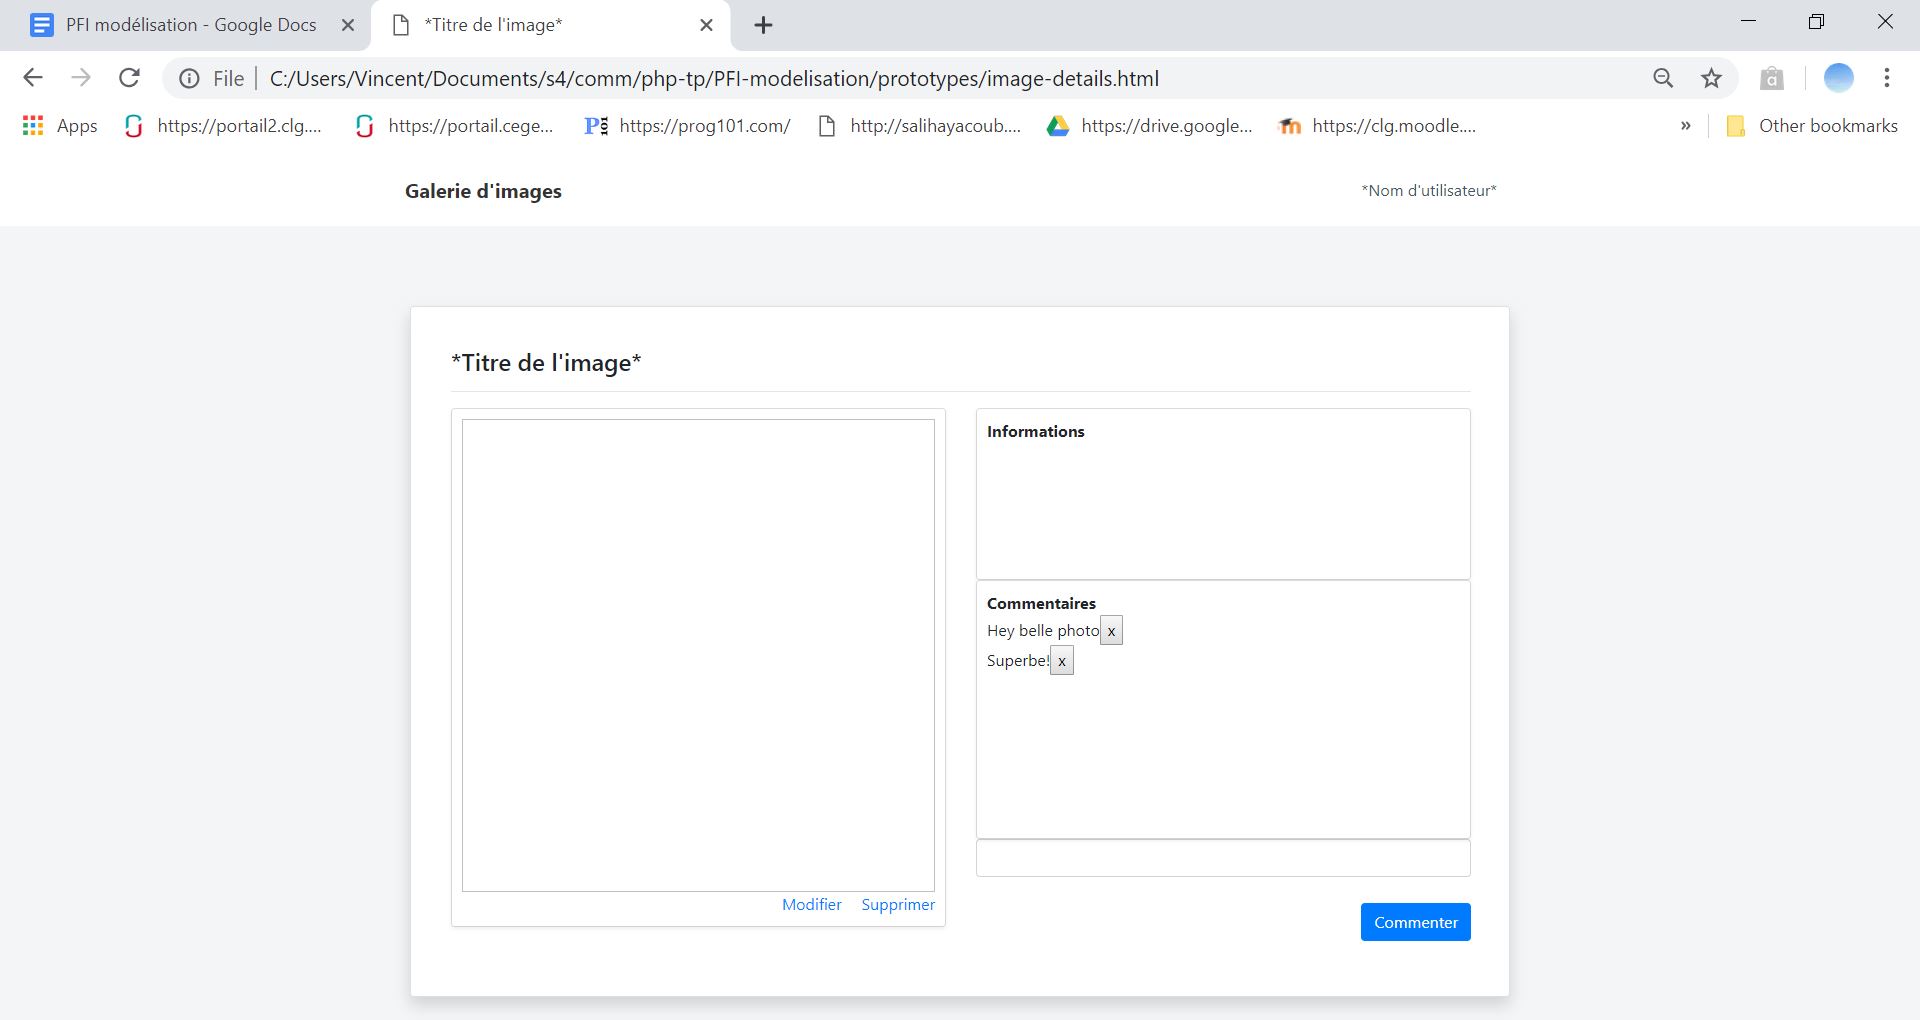 PFI modélisation - Google Docs
*Titre de l'image*
File
C:/Users/Vincent/Documents/s4/comm/php-tp/PFI-modelisation/prototypes/image-details.html
Apps
https://portail2.clg....
https://portail.cege...
https://prog101.com/
http://salihayacoub....
https://drive.google...
https://clg.moodle....
»
Other bookmarks
Galerie d'images
*Nom d'utilisateur*
*Titre de l'image*
Informations
Commentaires
Hey belle photo x
Superbe! x
Modifier Supprimer
Commenter